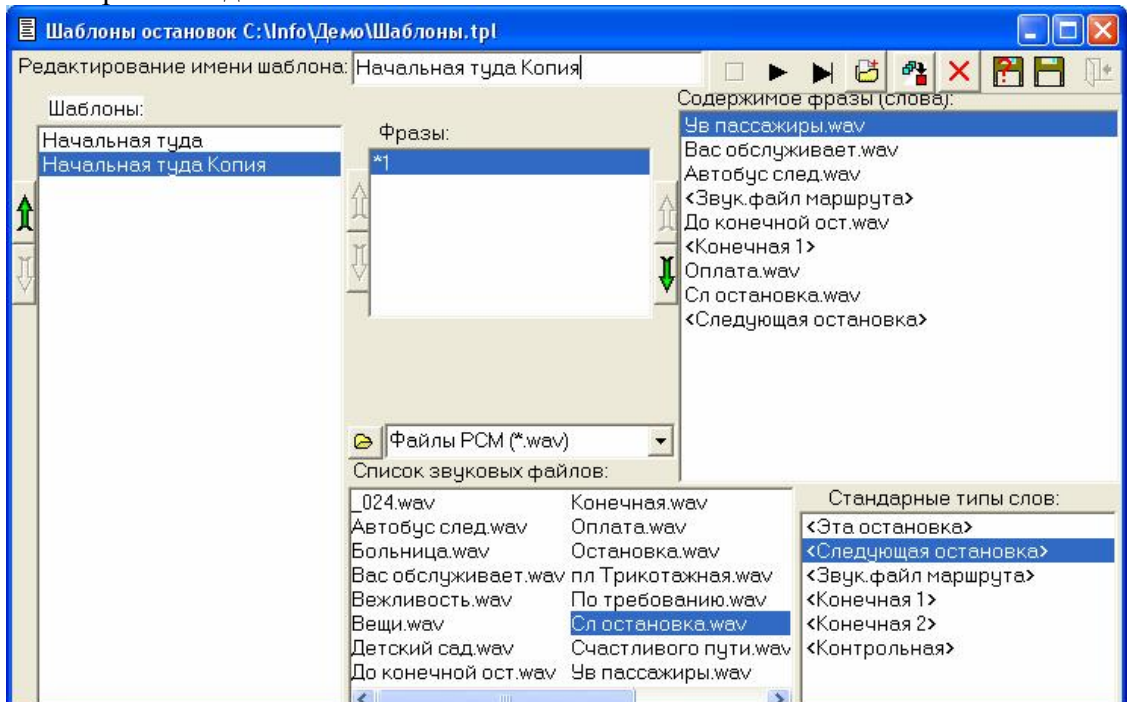 Шаблоны остановок C:\Info\Демо\Шаблоны.tpl
Редактирование имени шаблона: Начальная туда Копия
Шаблоны:
Начальная туда
Начальная туда Копия
Фразы:
*1
Содержимое фразы (слова):
Ув пассажиры.wav
Вас обслуживает.wav
Автобус след.wav
<Звук.файл маршрута>
До конечной ост.wav
<Конечная 1>
Оплата.wav
Сл остановка.wav
<Следующая остановка>
Файлы PCM (*.wav)
Список звуковых файлов:
_024.wav
Автобус след.wav
Больница.wav
Вас обслуживает.wav
Вежливость.wav
Вещи.wav
Детский сад.wav
До конечной ост.wav
Конечная.wav
Оплата.wav
Остановка.wav
пл Трикотажная.wav
По требованию.wav
Сл остановка.wav
Счастливого пути.wav
Ув пассажиры.wav
Стандарные типы слов:
<Эта остановка>
<Следующая остановка>
<Звук.файл маршрута>
<Конечная 1>
<Конечная 2>
<Контрольная>